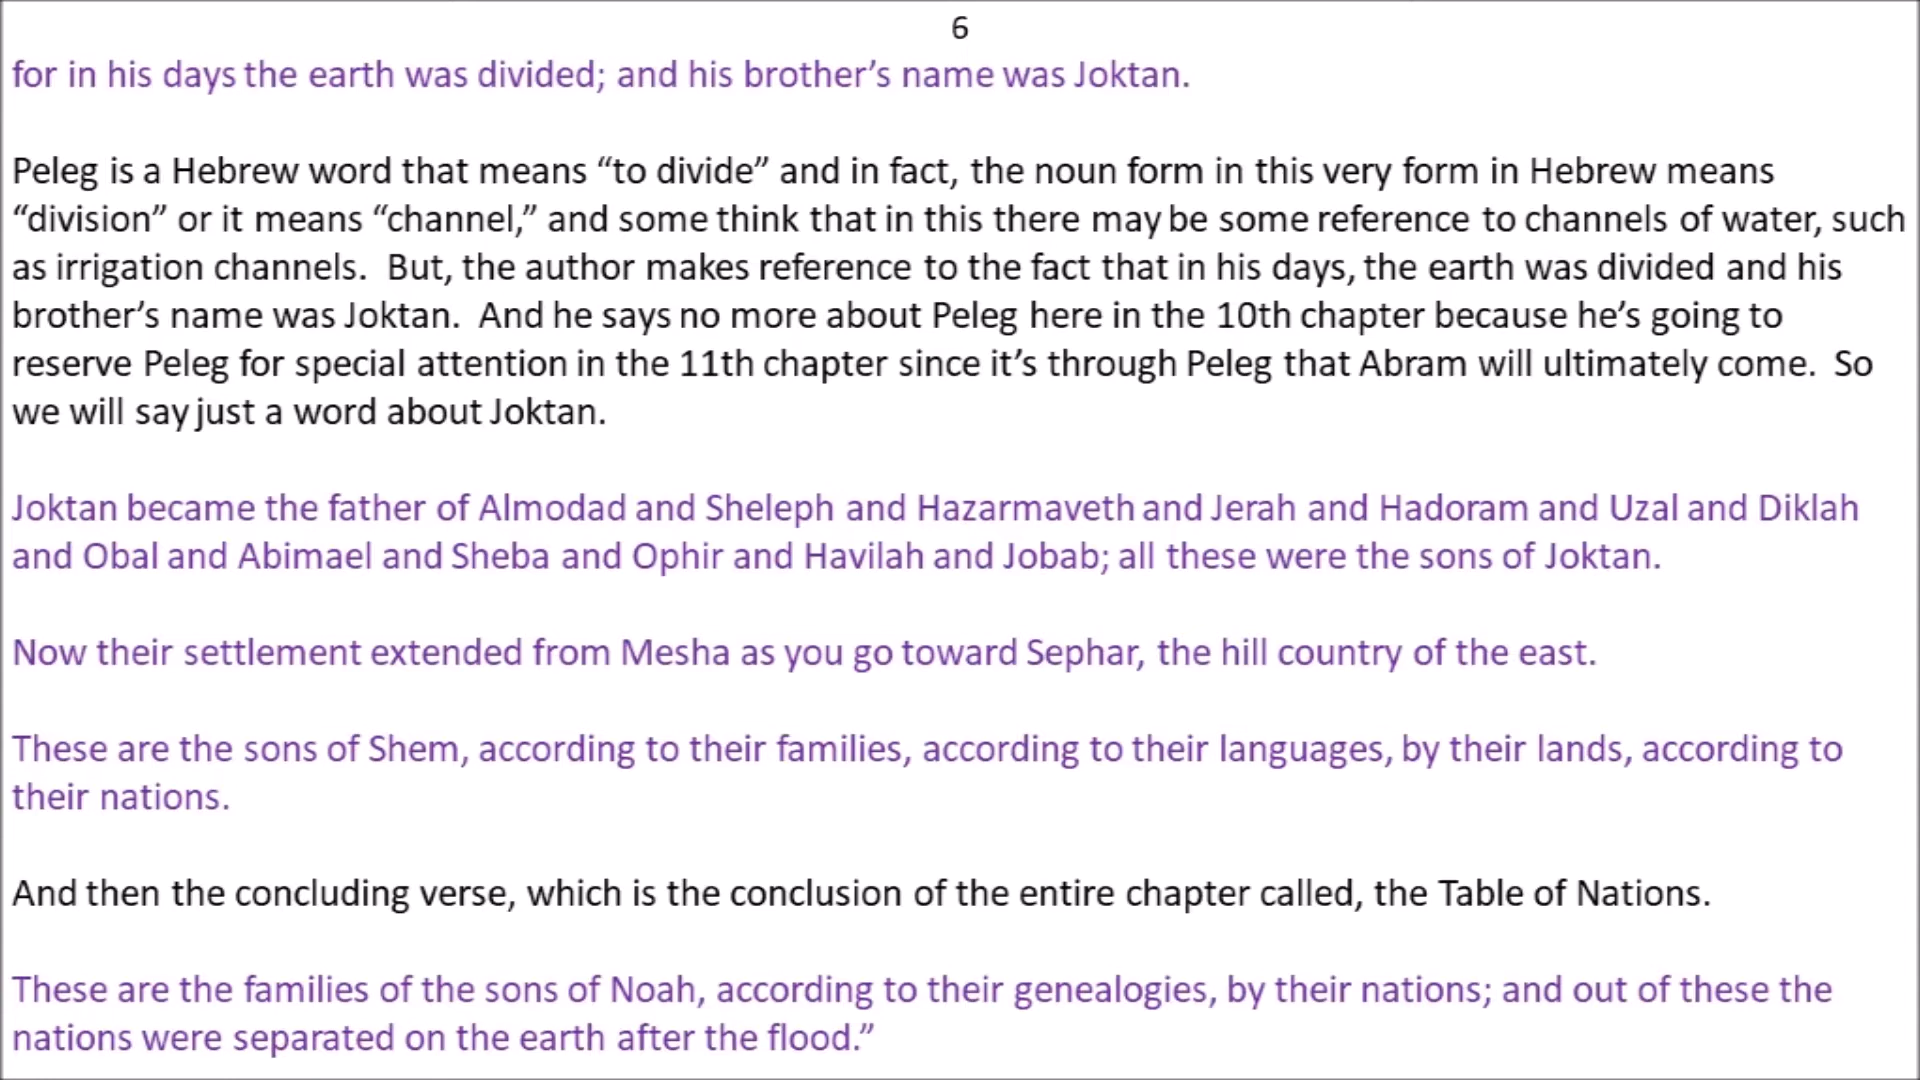 6
for in his days the earth was divided; and his brother’s name was Joktan.
Peleg is a Hebrew word that means “to divide” and in fact, the noun form in this very form in Hebrew means
“division” or it means “channel,” and some think that in this there may be some reference to channels of water, such
as irrigation channels.  But, the author makes reference to the fact that in his days, the earth was divided and his
brother’s name was Joktan.  And he says no more about Peleg here in the 10th chapter because he’s going to
reserve Peleg for special attention in the 11th chapter since it’s through Peleg that Abram will ultimately come.  So
we will say just a word about Joktan.
Joktan became the father of Almodad and Sheleph and Hazarmaveth and Jerah and Hadoram and Uzal and Diklah
and Obal and Abimael and Sheba and Ophir and Havilah and Jobab; all these were the sons of Joktan.
Now their settlement extended from Mesha as you go toward Sephar, the hill country of the east.
These are the sons of Shem, according to their families, according to their languages, by their lands, according to
their nations.
And then the concluding verse, which is the conclusion of the entire chapter called, the Table of Nations.
These are the families of the sons of Noah, according to their genealogies, by their nations; and out of these the
nations were separated on the earth after the flood.”